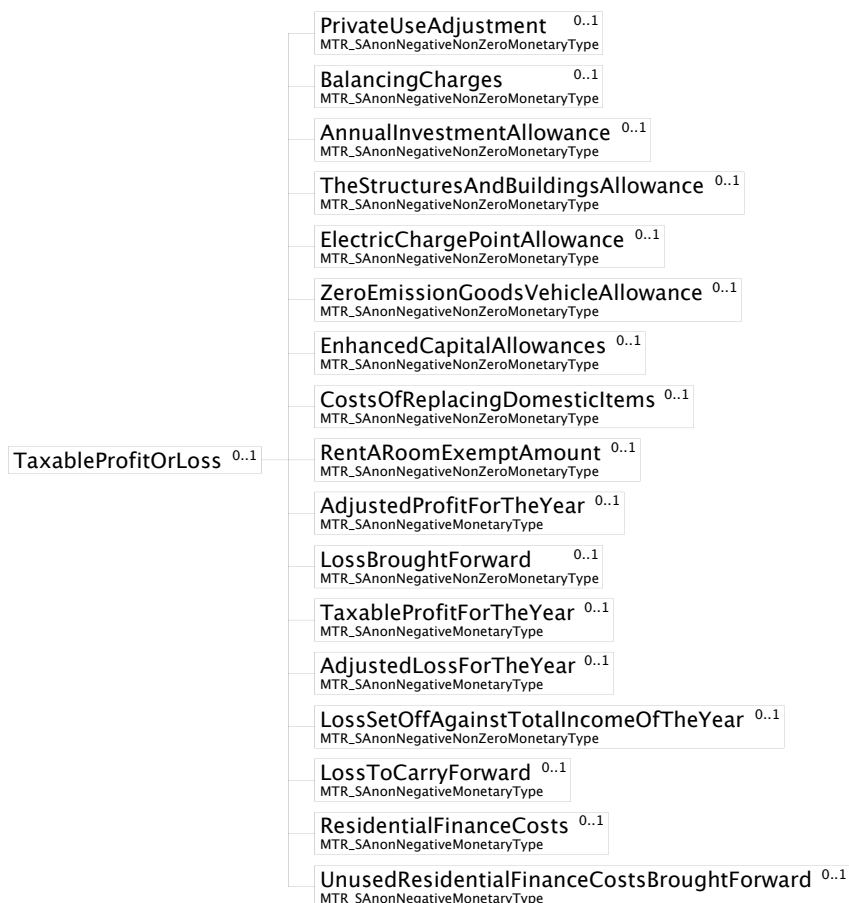 PrivateUseAdjustment 0..1
MTR_SAnonNegativeNonZeroMonetaryType
BalancingCharges 0..1
MTR_SAnonNegativeNonZeroMonetaryType
AnnualInvestmentAllowance 0..1
MTR_SAnonNegativeNonZeroMonetaryType
TheStructuresAndBuildingsAllowance 0..1
MTR_SAnonNegativeNonZeroMonetaryType
ElectricChargePointAllowance 0..1
MTR_SAnonNegativeNonZeroMonetaryType
ZeroEmissionGoodsVehicleAllowance 0..1
MTR_SAnonNegativeNonZeroMonetaryType
EnhancedCapitalAllowances 0..1
MTR_SAnonNegativeNonZeroMonetaryType
CostsOfReplacingDomesticItems 0..1
MTR_SAnonNegativeNonZeroMonetaryType
TaxableProfitOrLoss 0..1
RentARoomExemptAmount 0..1
MTR_SAnonNegativeNonZeroMonetaryType
AdjustedProfitForTheYear 0..1
MTR_SAnonNegativeMonetaryType
LossBroughtForward 0..1
MTR_SAnonNegativeNonZeroMonetaryType
TaxableProfitForTheYear 0..1
MTR_SAnonNegativeMonetaryType
AdjustedLossForTheYear 0..1
MTR_SAnonNegativeMonetaryType
LossSetOffAgainstTotalIncomeOfTheYear 0..1
MTR_SAnonNegativeNonZeroMonetaryType
LossToCarryForward 0..1
MTR_SAnonNegativeMonetaryType
ResidentialFinanceCosts 0..1
MTR_SAnonNegativeMonetaryType
UnusedResidentialFinanceCostsBroughtForward 0..1
MTR_SAnonNegativeMonetaryType